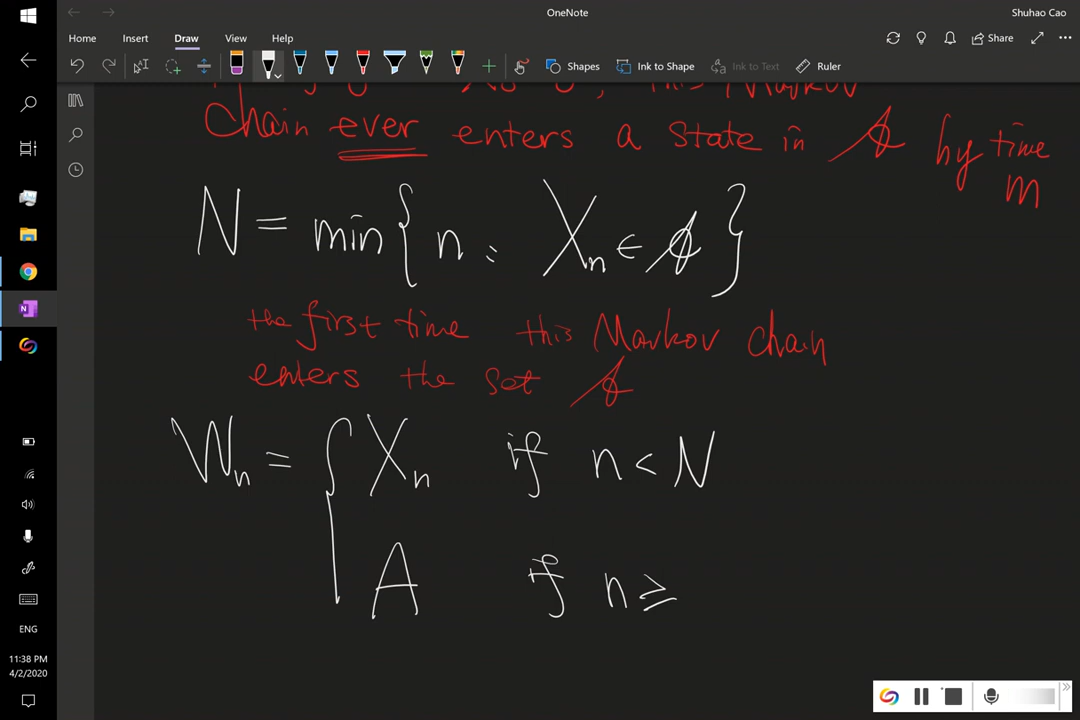 OneNote
Shuhao Cao
Home Insert Draw View Help
Share
Shapes
Ink to Shape
Ink to Text
Ruler
this Markov
Chain ever enters a state in 𝒜 by time m
N = min { n : Xₙ ∈ 𝒜 }
the first time this Markov chain
enters the set 𝒜
Wₙ = { Xₙ if n < N
A if n ≥
ENG
11:38 PM
4/2/2020